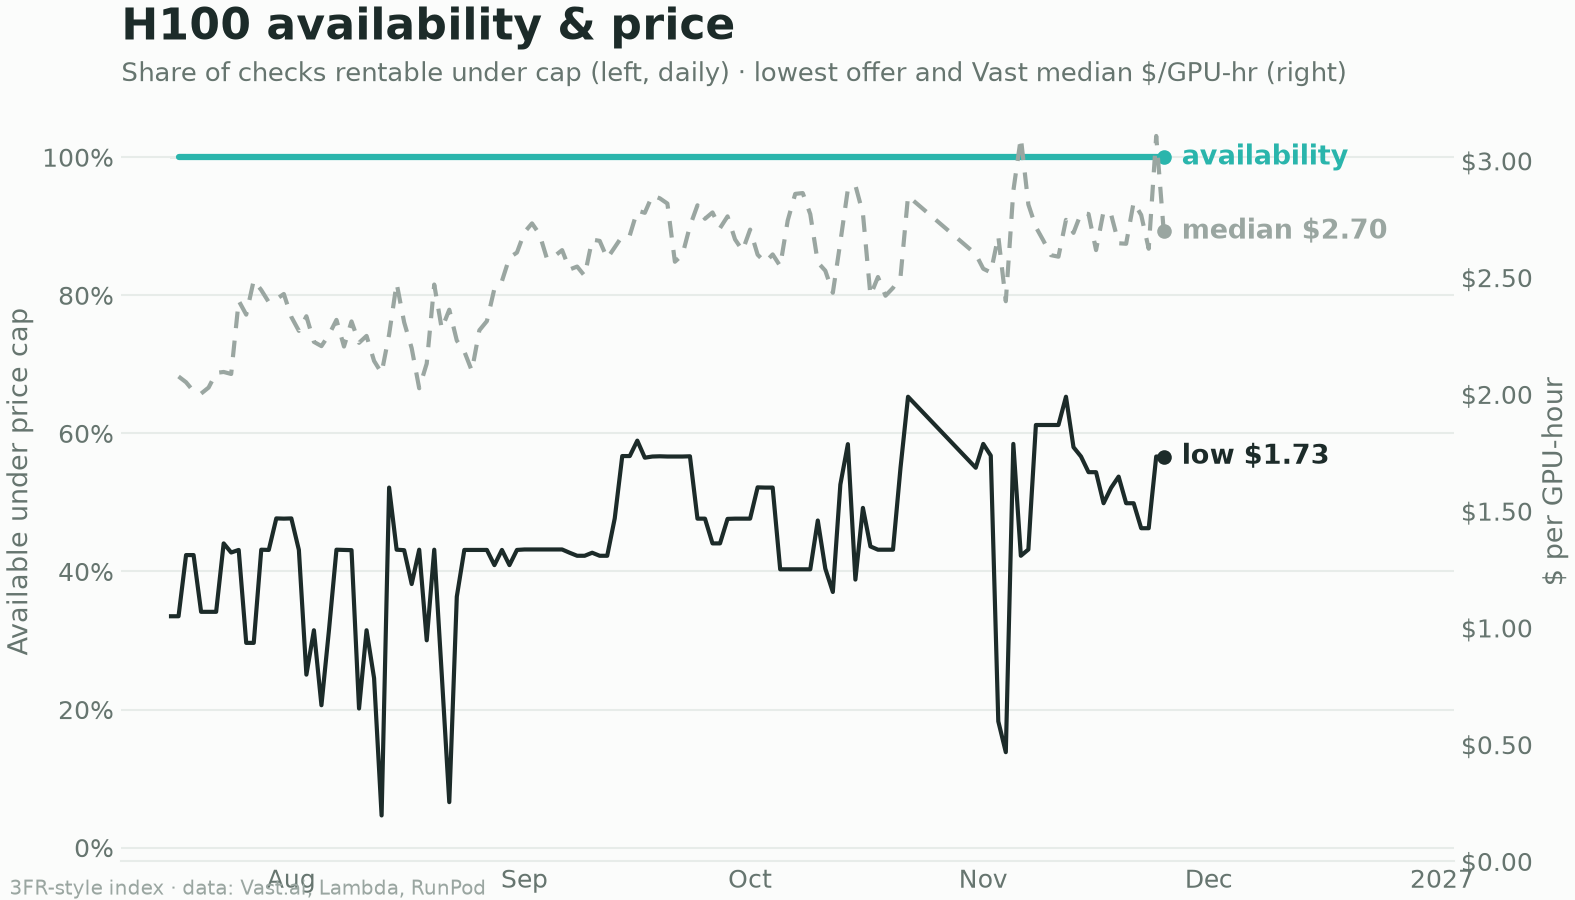 H100 availability & price
Share of checks rentable under cap (left, daily) · lowest offer and Vast median $/GPU-hr (right)
Available under price cap
100%
80%
60%
40%
20%
0%
availability
median $2.70
low $1.73
$3.00
$2.50
$2.00
$1.50
$1.00
$0.50
$0.00
$ per GPU-hour
Aug Sep Oct Nov Dec 2027
3FR-style index · data: Vast.ai, Lambda, RunPod